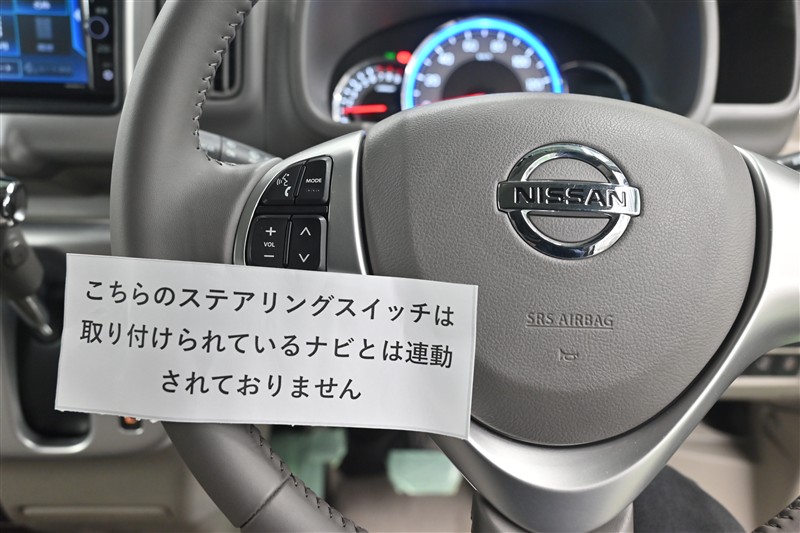 MODE
+
VOL
−
NISSAN
SRS AIRBAG
こちらのステアリングスイッチは
取り付けられているナビとは連動
されておりません